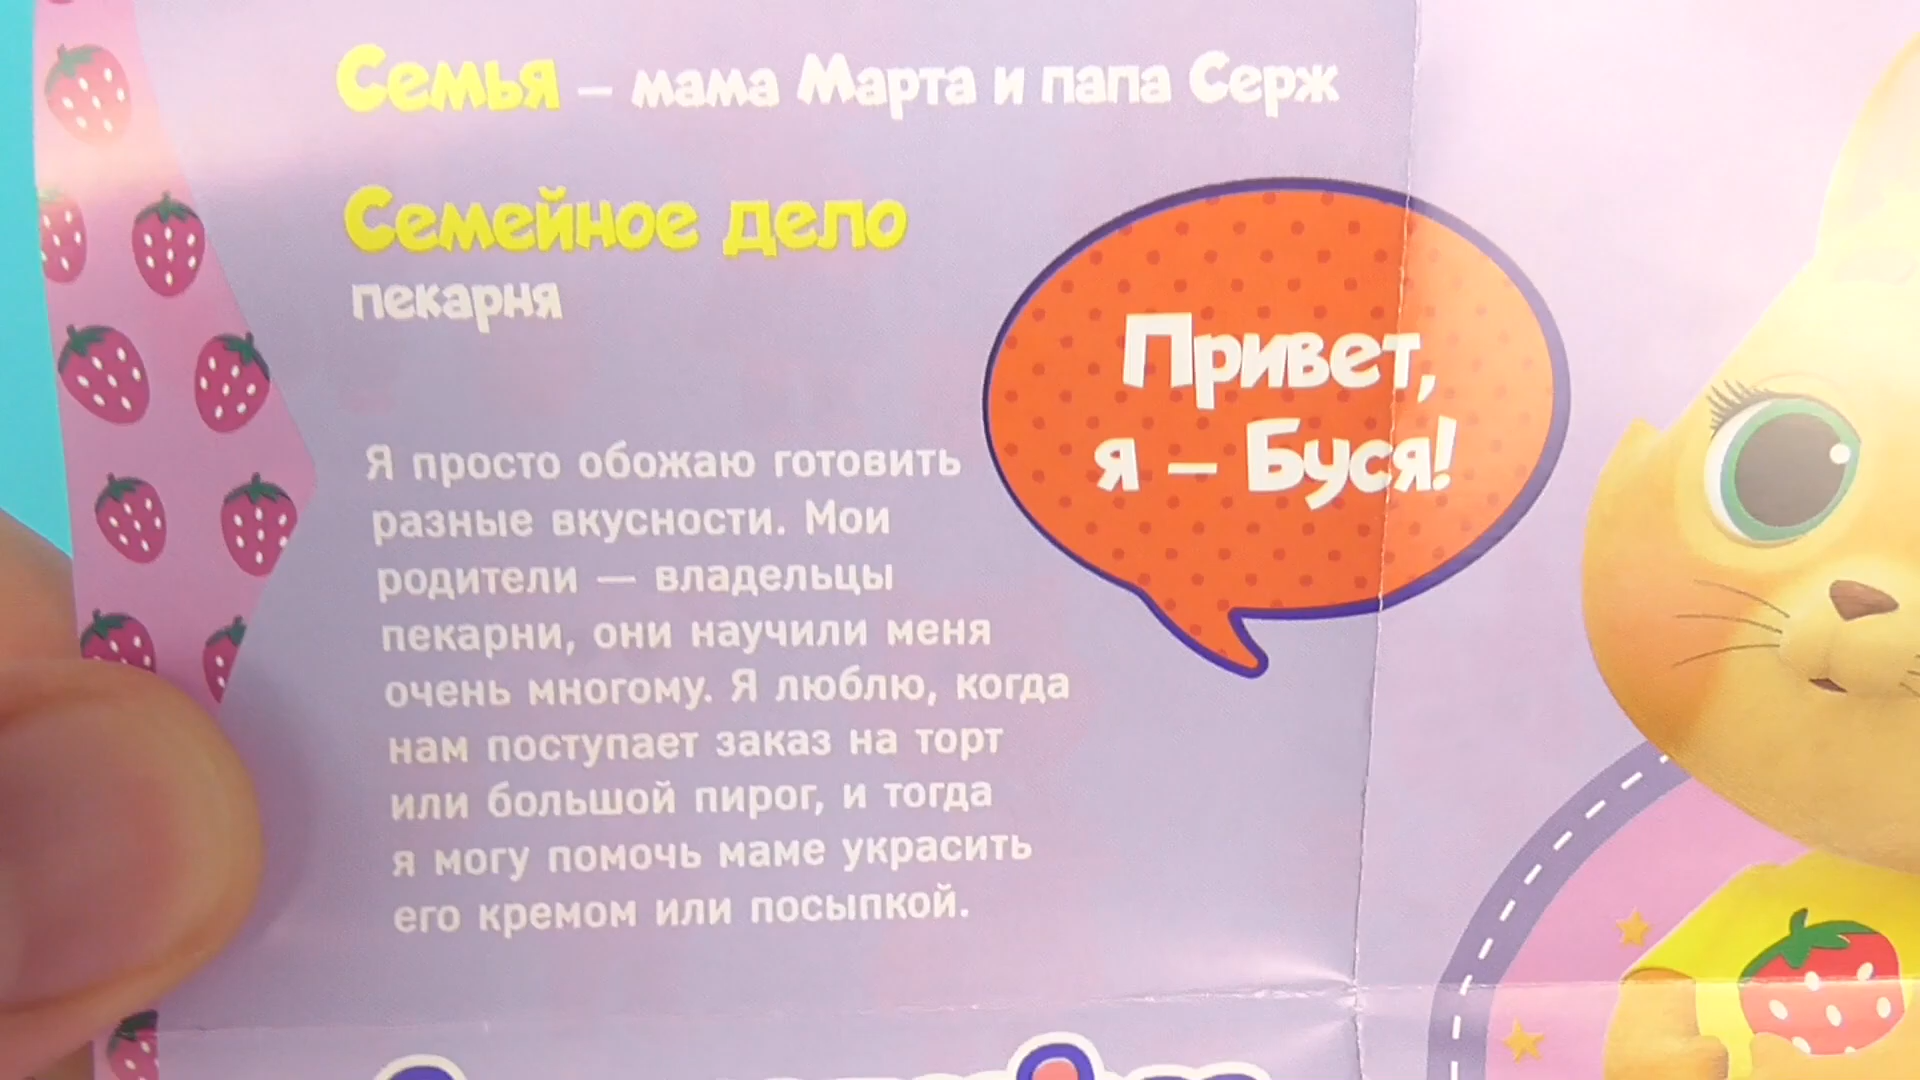 Семья – мама Марта и папа Серж
Семейное дело
пекарня
Привет,
я – Буся!
Я просто обожаю готовить
разные вкусности. Мои
родители — владельцы
пекарни, они научили меня
очень многому. Я люблю, когда
нам поступает заказ на торт
или большой пирог, и тогда
я могу помочь маме украсить
его кремом или посыпкой.